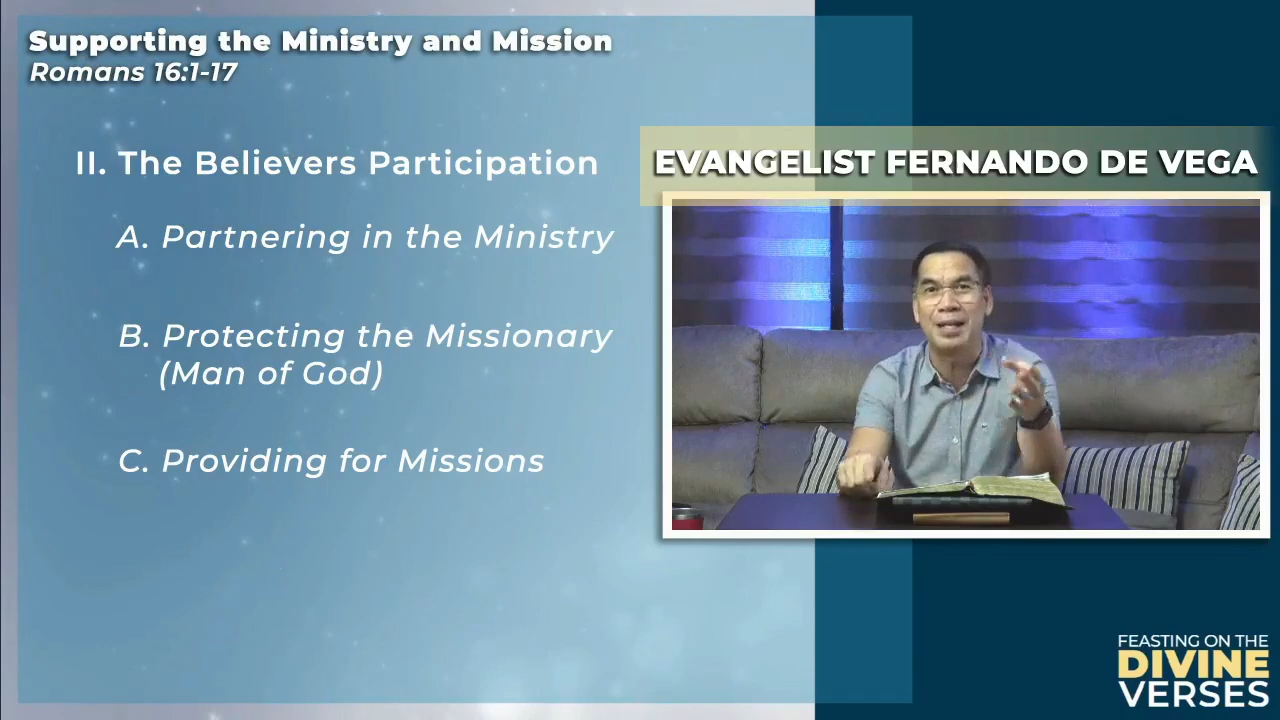 Supporting the Ministry and Mission
Romans 16:1-17
II. The Believers Participation
A. Partnering in the Ministry
B. Protecting the Missionary
(Man of God)
C. Providing for Missions
EVANGELIST FERNANDO DE VEGA
FEASTING ON THE
DIVINE
VERSES